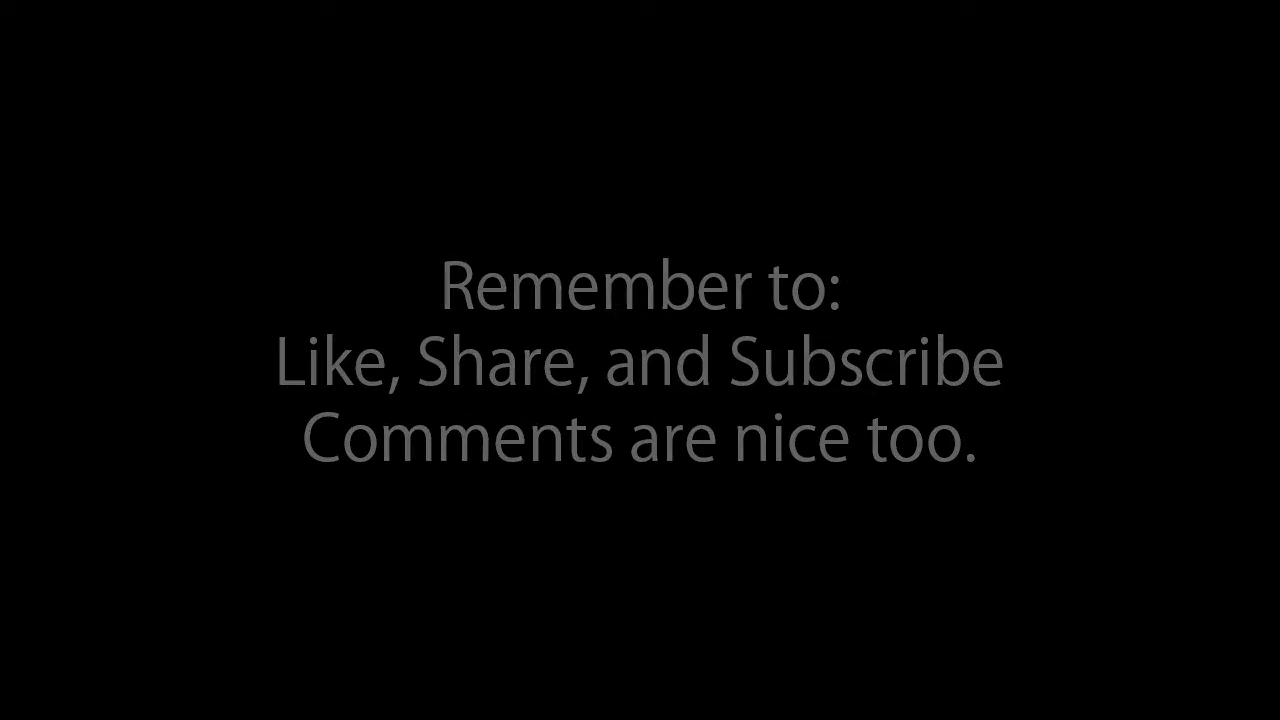 Remember to:
Like, Share, and Subscribe
Comments are nice too.